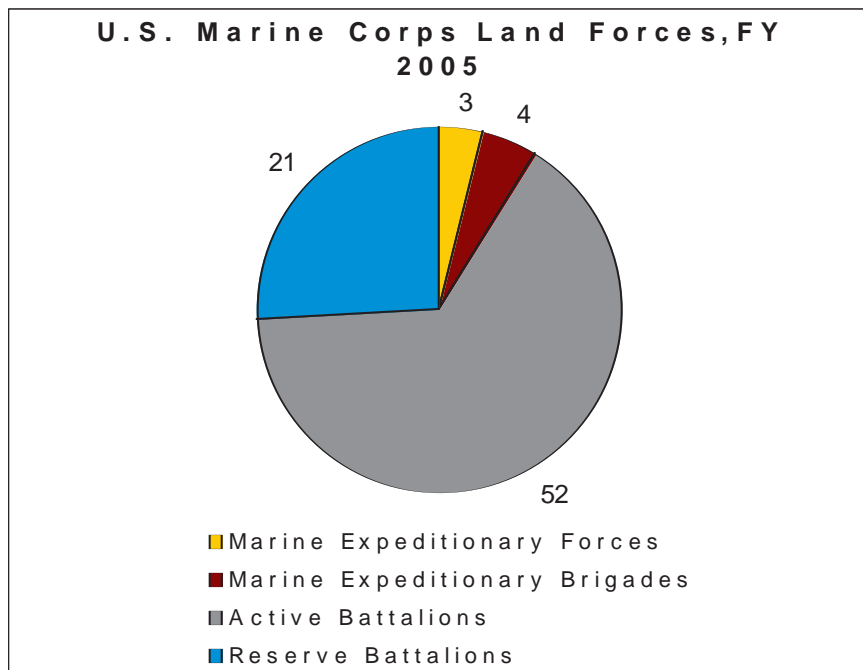 U.S. Marine Corps Land Forces,FY
2005
3
4
21
52
Marine Expeditionary Forces
Marine Expeditionary Brigades
Active Battalions
Reserve Battalions